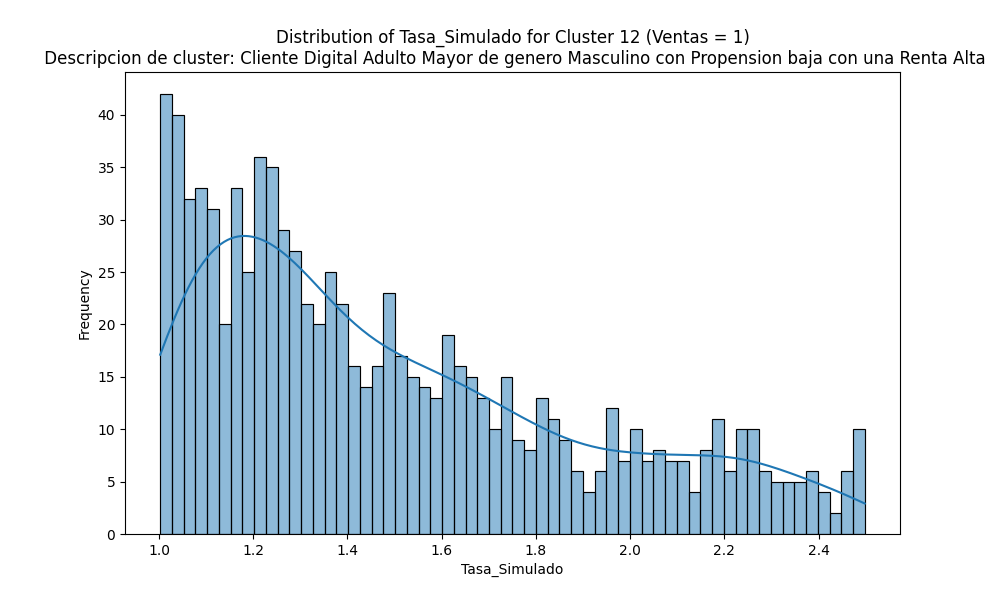 Distribution of Tasa_Simulado for Cluster 12 (Ventas = 1)
Descripcion de cluster: Cliente Digital Adulto Mayor de genero Masculino con Propension baja con una Renta Alta
40
35
30
25
20
15
10
5
0
Frequency
1.0 1.2 1.4 1.6 1.8 2.0 2.2 2.4
Tasa_Simulado